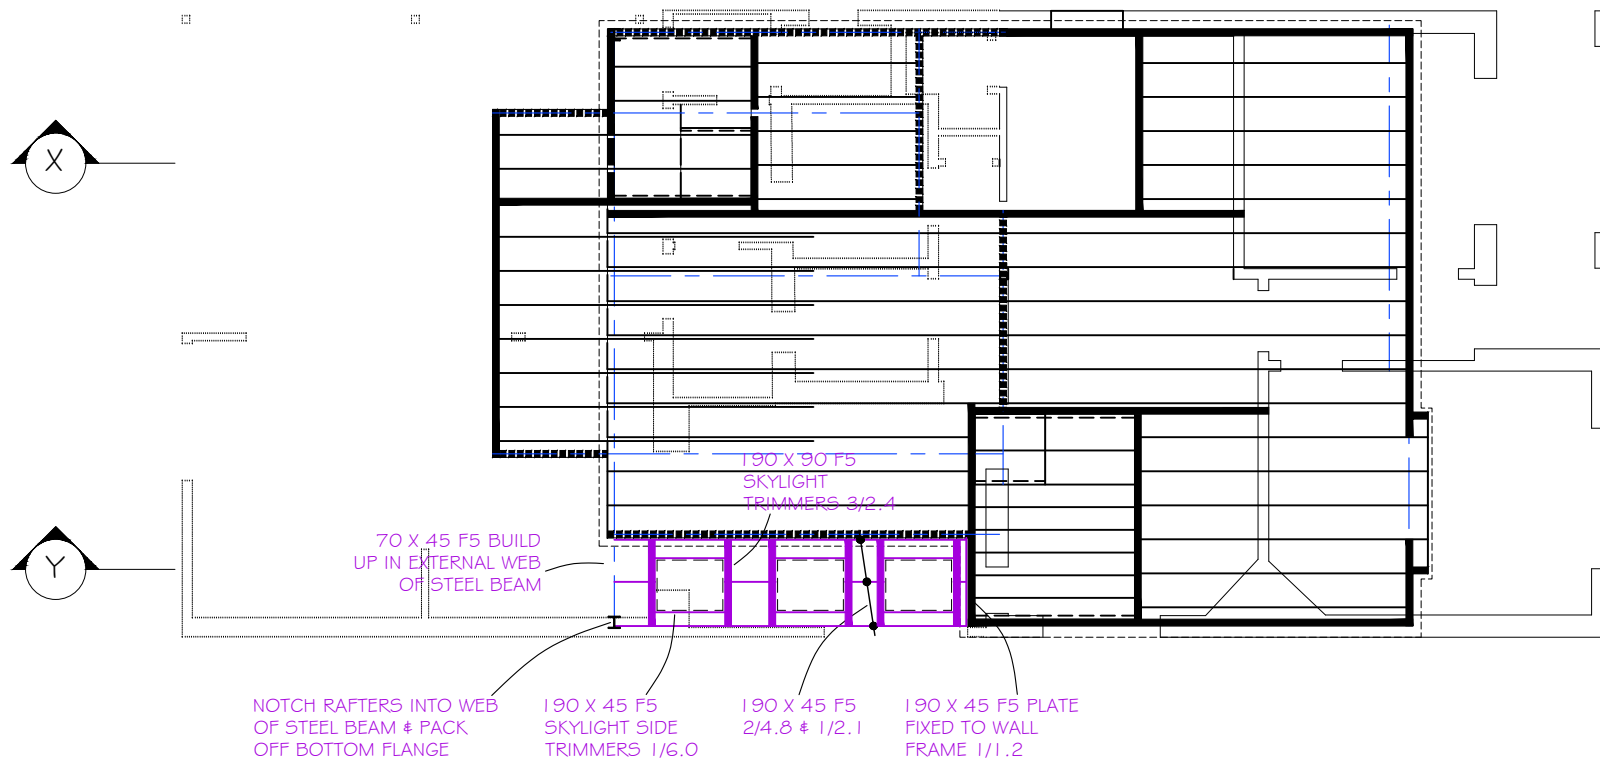 X
190 X 90 F5
SKYLIGHT
TRIMMERS 3/2.4
70 X 45 F5 BUILD
UP IN EXTERNAL WEB
OF STEEL BEAM
Y
NOTCH RAFTERS INTO WEB
OF STEEL BEAM & PACK
OFF BOTTOM FLANGE
190 X 45 F5
SKYLIGHT SIDE
TRIMMERS 1/6.0
190 X 45 F5
2/4.8 & 1/2.1
190 X 45 F5 PLATE
FIXED TO WALL
FRAME 1/1.2